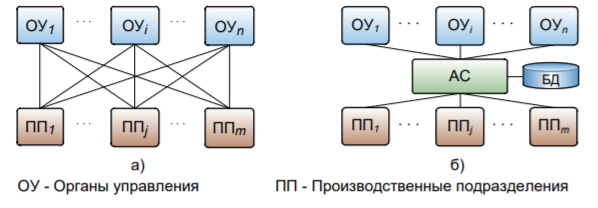 ОУ1 · · · ОУi · · · ОУn ОУ1 · · · ОУi · · · ОУn
АС БД
ПП1 · · · ППj · · · ППm ПП1 · · · ППj · · · ППm
а) б)
ОУ - Органы управления ПП - Производственные подразделения